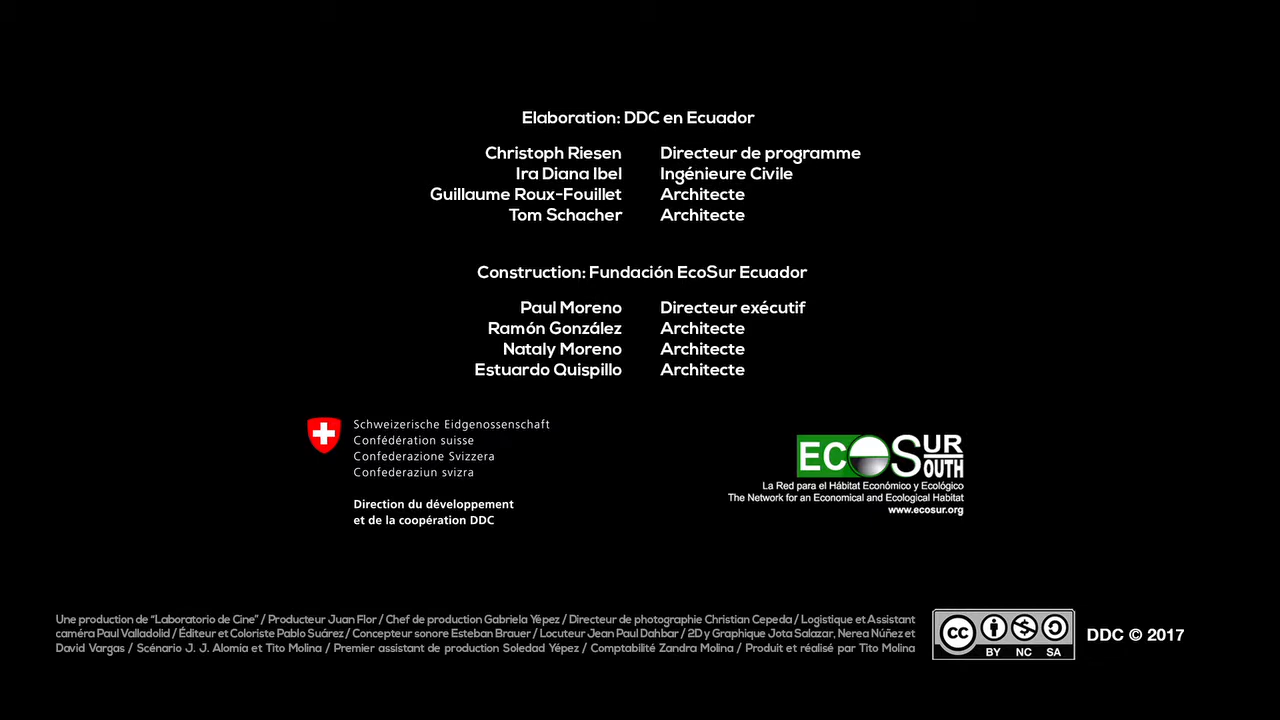 Elaboration: DDC en Ecuador
Christoph Riesen Directeur de programme
Ira Diana Ibel Ingénieure Civile
Guillaume Roux-Fouillet Architecte
Tom Schacher Architecte
Construction: Fundación EcoSur Ecuador
Paul Moreno Directeur exécutif
Ramón González Architecte
Nataly Moreno Architecte
Estuardo Quispillo Architecte
Schweizerische Eidgenossenschaft
Confédération suisse
Confederazione Svizzera
Confederaziun svizra
Direction du développement
et de la coopération DDC
ECOSUR
SOUTH
La Red para el Hábitat Económico y Ecológico
The Network for an Economical and Ecological Habitat
www.ecosur.org
Une production de “Laboratorio de Cine” / Producteur Juan Flor / Chef de production Gabriela Yépez / Directeur de photographie Christian Cepeda / Logistique et Assistant
caméra Paul Valladolid / Éditeur et Coloriste Pablo Suárez / Concepteur sonore Esteban Brauer / Locuteur Jean Paul Dahbar / 2D y Graphique Jota Salazar, Nerea Núñez et
David Vargas / Scénario J. J. Alomía et Tito Molina / Premier assistant de production Soledad Yépez / Comptabilité Zandra Molina / Produit et réalisé par Tito Molina
cc
BY NC SA
DDC © 2017